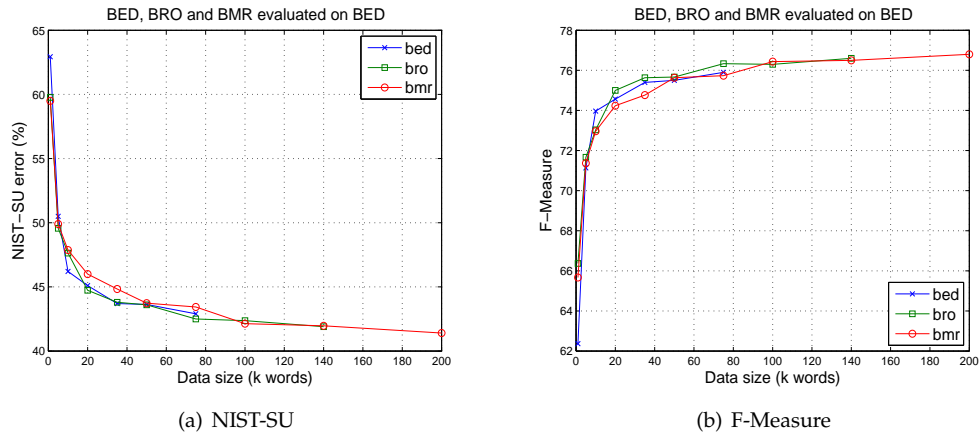 BED, BRO and BMR evaluated on BED
65
60
55
50
45
40
NIST−SU error (%)
0 20 40 60 80 100 120 140 160 180 200
Data size (k words)
bed
bro
bmr
(a) NIST-SU
BED, BRO and BMR evaluated on BED
78
76
74
72
70
68
66
64
62
F−Measure
0 20 40 60 80 100 120 140 160 180 200
Data size (k words)
bed
bro
bmr
(b) F-Measure